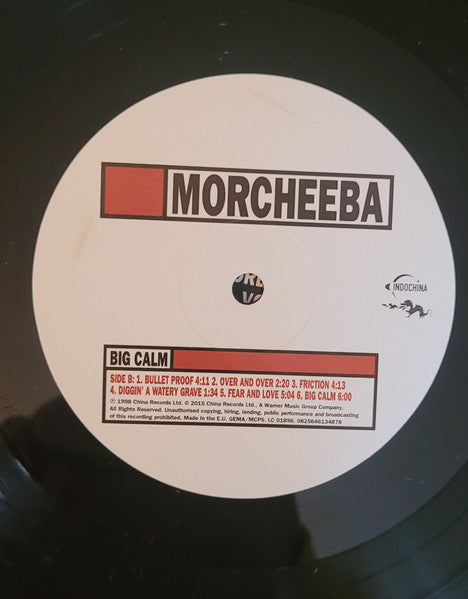 MORCHEEBA
INDOCHINA
BIG CALM
SIDE B: 1. BULLET PROOF 4:11 2. OVER AND OVER 2:20 3. FRICTION 4:13
4. DIGGIN' A WATERY GRAVE 1:34 5. FEAR AND LOVE 5:04 6. BIG CALM 6:00
℗ 1998 China Records Ltd. © 2015 China Records Ltd., A Warner Music Group Company.
All Rights Reserved. Unauthorised copying, hiring, lending, public performance and broadcasting
of this recording prohibited. Made in the E.U. GEMA/MCPS. LC 01896. 0825646134878